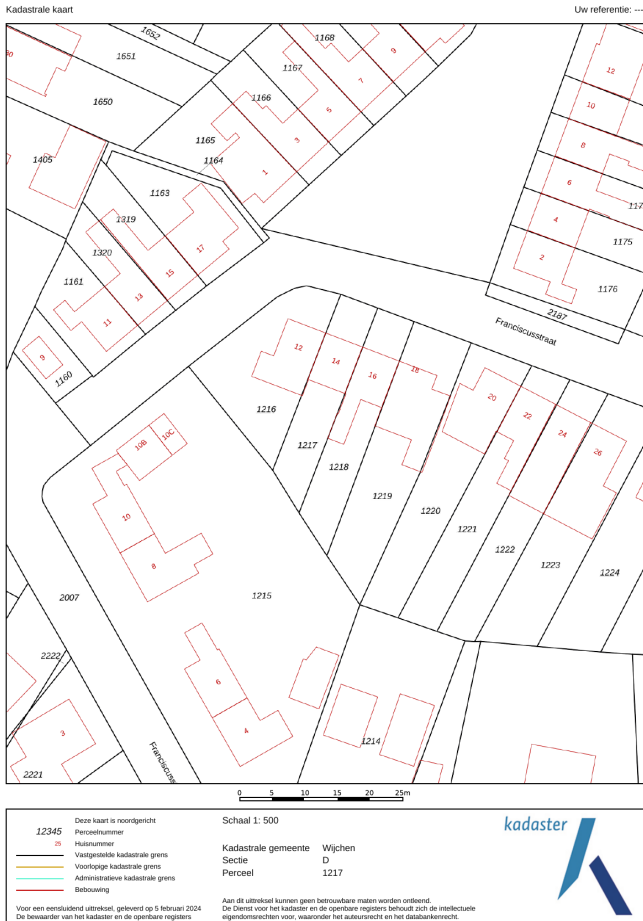 Kadastrale kaart
Uw referentie: ---
1652
1168
1651
9
12
90
1167
7
1166
5
10
1650
3
1165
8
1164
1405
1
6
1163
117
1319
4
1175
17
1320
2
15
1161
1176
13
2187
11
Franciscusstraat
12
9
14
16
18
1160
20
1216
22
24
10B
10C
1217
26
1218
1219
1220
10
1221
1222
8
1223
1224
2007
1215
2222
6
3
4
1214
Franciscuss
2221
0 5 10 15 20 25m
Deze kaart is noordgericht
12345 Perceelnummer
25 Huisnummer
Vastgestelde kadastrale grens
Voorlopige kadastrale grens
Administratieve kadastrale grens
Bebouwing
Voor een eensluidend uittreksel, geleverd op 5 februari 2024
De bewaarder van het kadaster en de openbare registers
Schaal 1: 500
Kadastrale gemeente Wijchen
Sectie D
Perceel 1217
Aan dit uittreksel kunnen geen betrouwbare maten worden ontleend.
De Dienst voor het kadaster en de openbare registers behoudt zich de intellectuele
eigendomsrechten voor, waaronder het auteursrecht en het databankenrecht.
kadaster